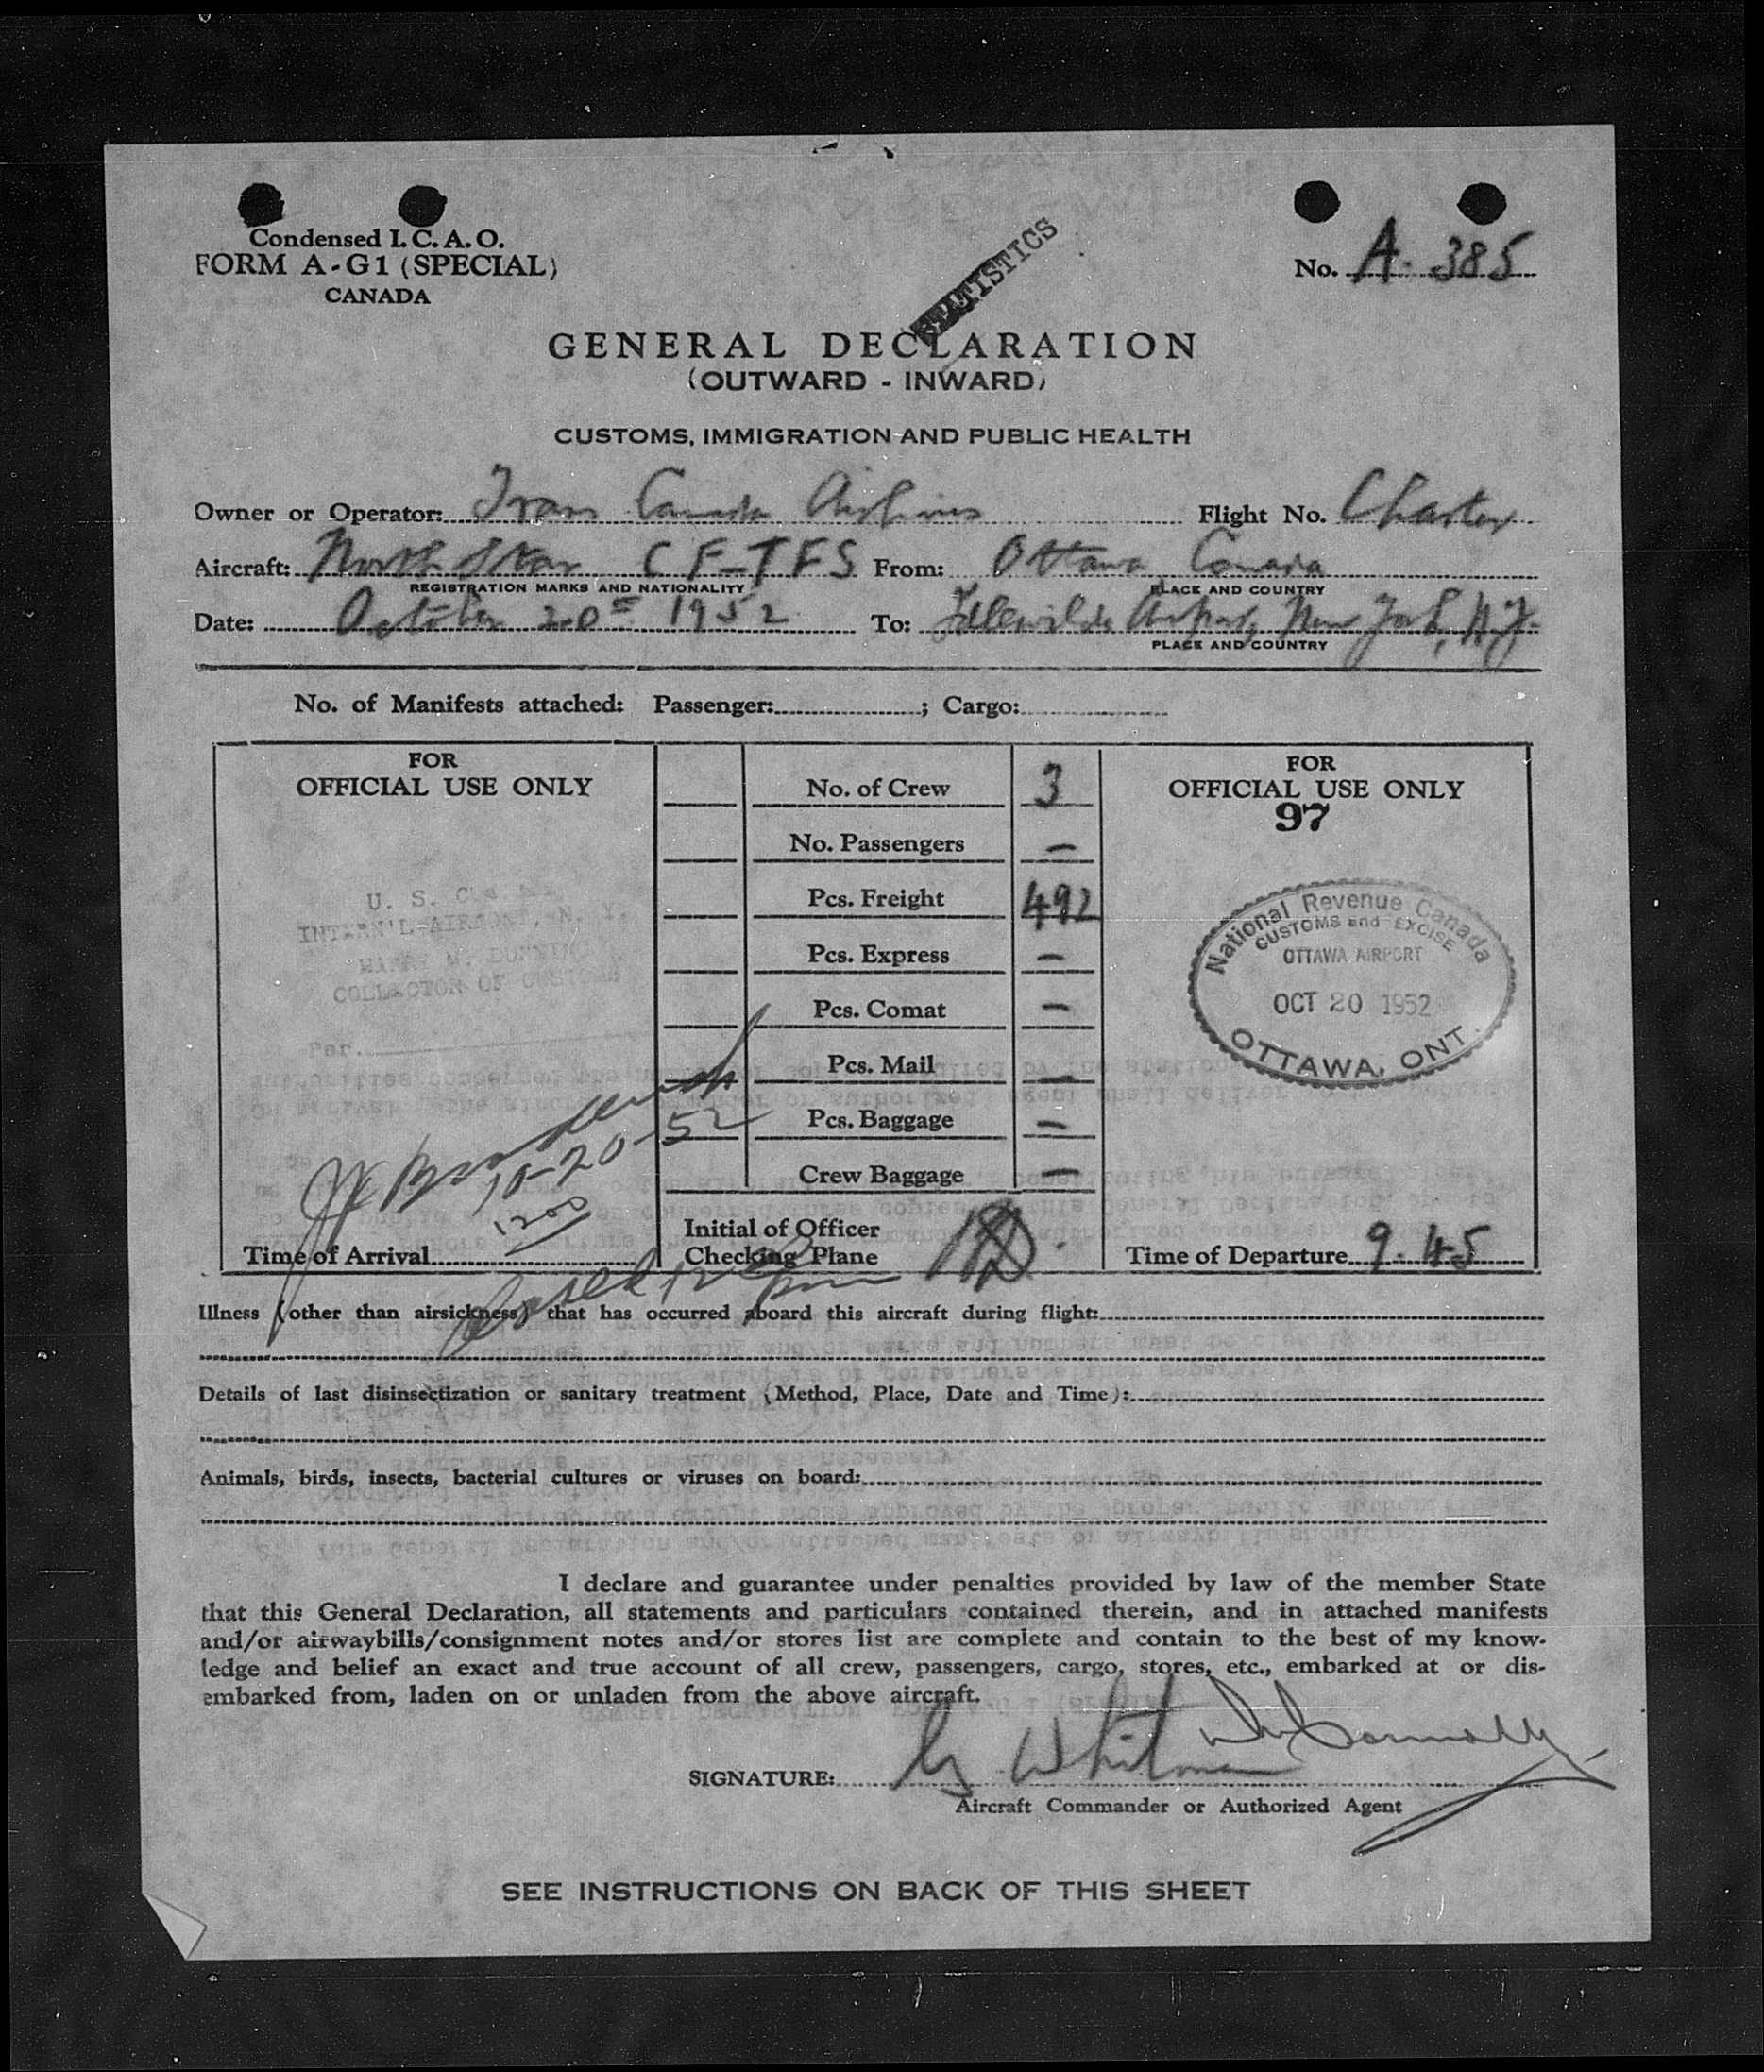 Condensed I. C. A. O.
FORM A-G1 (SPECIAL)
CANADA
No. A. 385
STATISTICS
GENERAL DECLARATION
(OUTWARD - INWARD)
CUSTOMS, IMMIGRATION AND PUBLIC HEALTH
Owner or Operator: Trans Canada Airlines Flight No. Charter
Aircraft: North Star CF-TFS From: Ottawa Canada
REGISTRATION MARKS AND NATIONALITY PLACE AND COUNTRY
Date: October 20th 1952 To: Idlewilde Airport, New York, N.Y.
PLACE AND COUNTRY
No. of Manifests attached: Passenger: ; Cargo:
FOR
OFFICIAL USE ONLY
U. S.
INTERN'L AIRPORT, N.
COLLECTOR OF CUSTOMS
Per.
10-20-52
1200
Time of Arrival
No. of Crew 3
No. Passengers —
Pcs. Freight 492
Pcs. Express —
Pcs. Comat —
Pcs. Mail —
Pcs. Baggage —
Crew Baggage —
Initial of Officer
Checking Plane
FOR
OFFICIAL USE ONLY
97
National Revenue Canada
CUSTOMS and EXCISE
OTTAWA AIRPORT
OCT 20 1952
OTTAWA, ONT.
Time of Departure 9.45
Illness (other than airsickness) that has occurred aboard this aircraft during flight:
Details of last disinsectization or sanitary treatment (Method, Place, Date and Time):
Animals, birds, insects, bacterial cultures or viruses on board:
I declare and guarantee under penalties provided by law of the member State
that this General Declaration, all statements and particulars contained therein, and in attached manifests
and/or airwaybills/consignment notes and/or stores list are complete and contain to the best of my know-
ledge and belief an exact and true account of all crew, passengers, cargo, stores, etc., embarked at or dis-
embarked from, laden on or unladen from the above aircraft.
SIGNATURE: G Whitman
Aircraft Commander or Authorized Agent
SEE INSTRUCTIONS ON BACK OF THIS SHEET